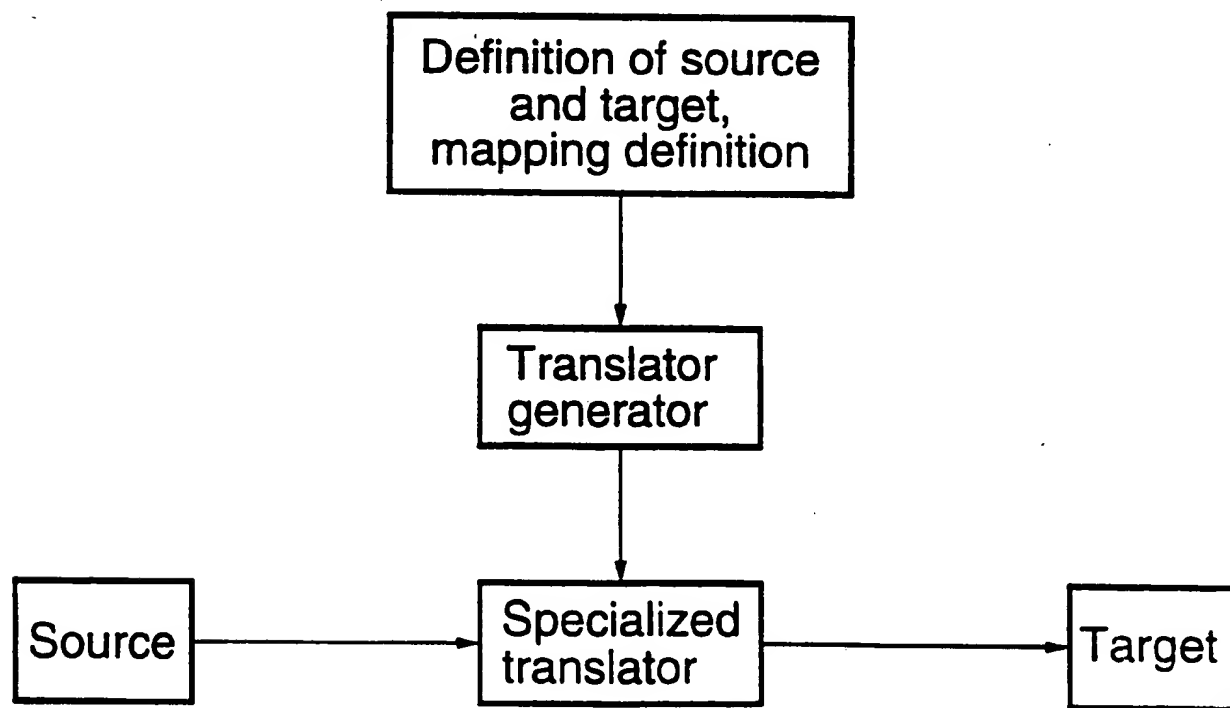 Definition of source
and target,
mapping definition
Translator
generator
Source
Specialized
translator
Target